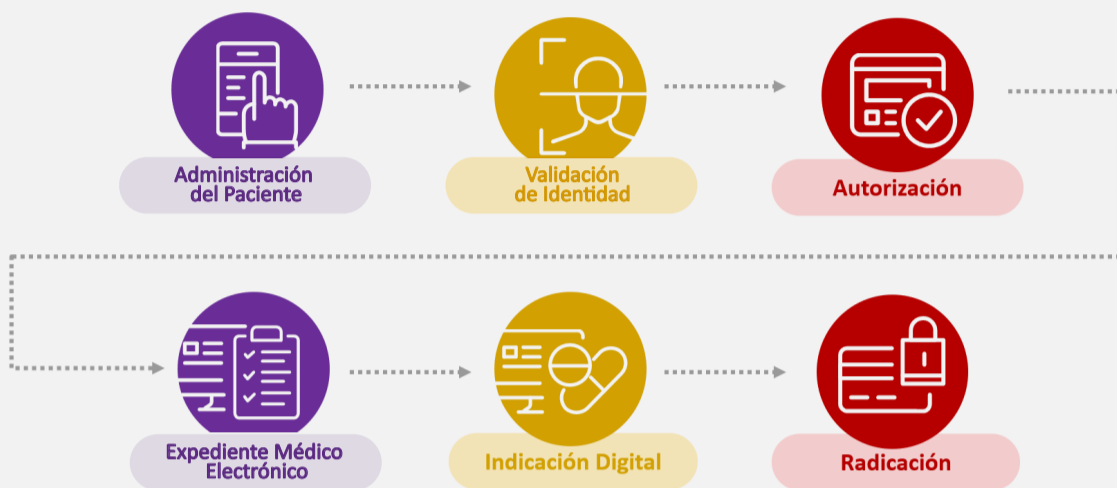 Administración
del Paciente
Validación
de Identidad
Autorización
Expediente Médico
Electrónico
Indicación Digital
Radicación